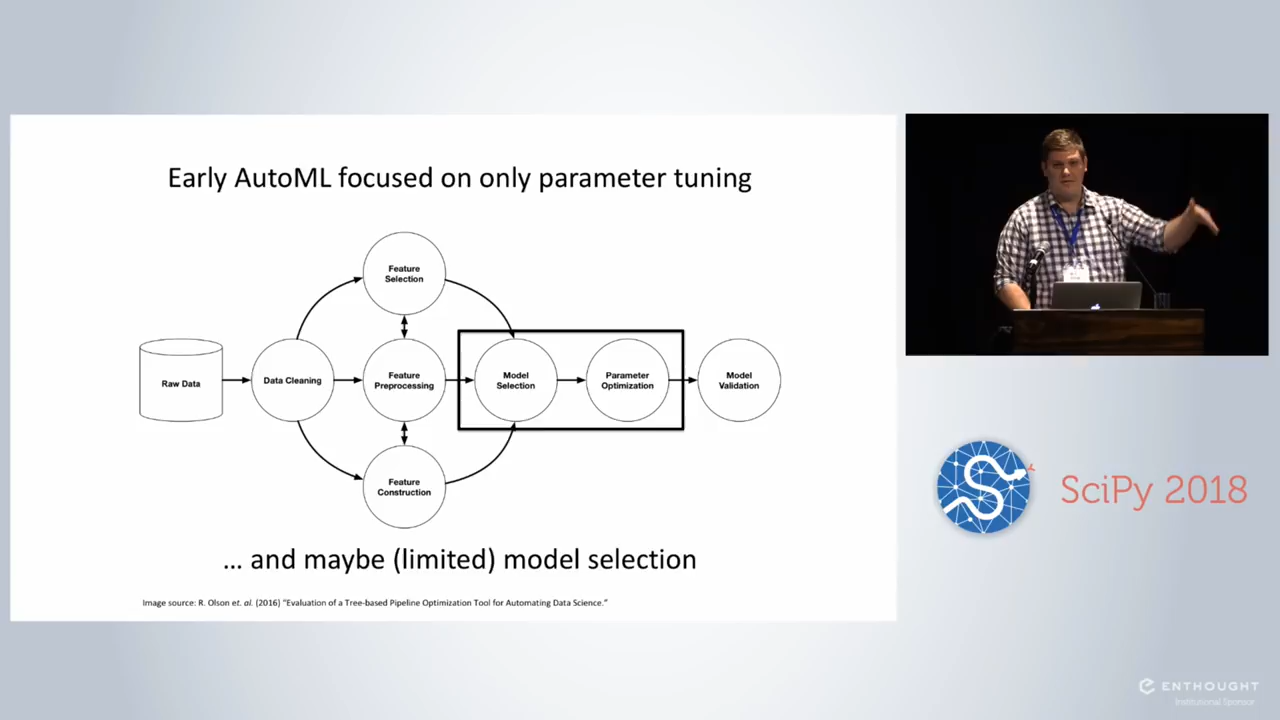 Early AutoML focused on only parameter tuning
Feature
Selection
Raw Data
Data Cleaning
Feature
Preprocessing
Model
Selection
Parameter
Optimization
Model
Validation
Feature
Construction
... and maybe (limited) model selection
Image source: R. Olson et. al. (2016) “Evaluation of a Tree-based Pipeline Optimization Tool for Automating Data Science.”
SciPy 2018
ENTHOUGHT
Institutional Sponsor